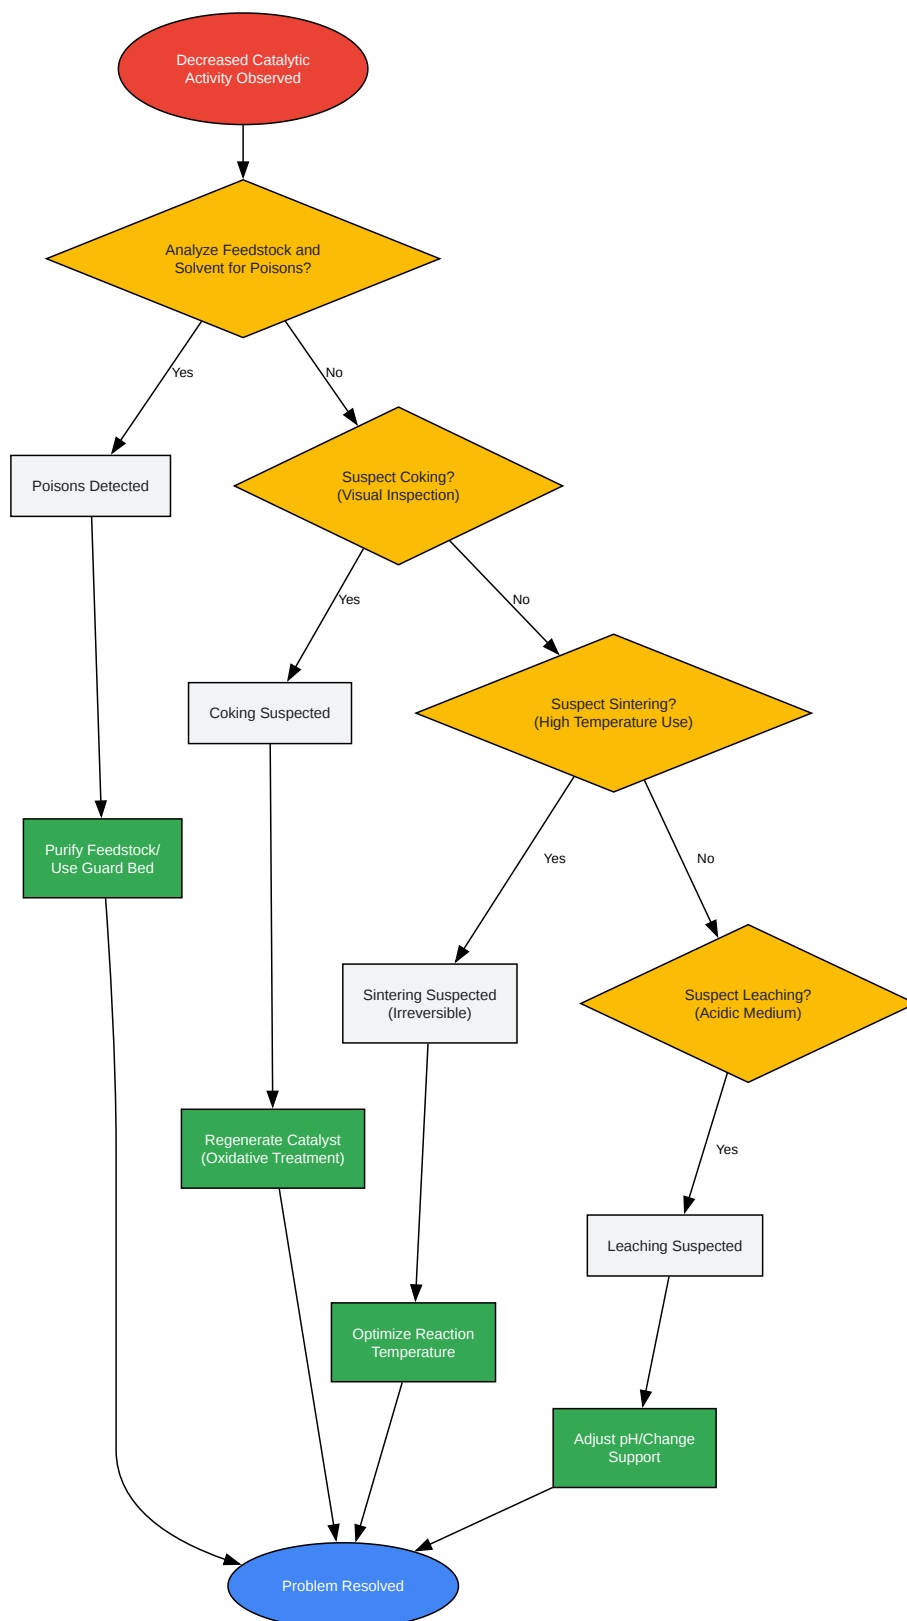 Decreased Catalytic
Activity Observed
Analyze Feedstock and
Solvent for Poisons?
Yes
No
Poisons Detected
Suspect Coking?
(Visual Inspection)
Yes
No
Coking Suspected
Suspect Sintering?
(High Temperature Use)
Purify Feedstock/
Use Guard Bed
Yes
No
Sintering Suspected
(Irreversible)
Suspect Leaching?
(Acidic Medium)
Regenerate Catalyst
(Oxidative Treatment)
Yes
Leaching Suspected
Optimize Reaction
Temperature
Adjust pH/Change
Support
Problem Resolved